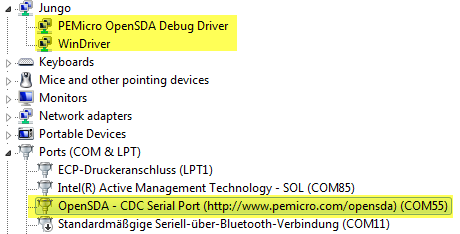 Jungo
PEMicro OpenSDA Debug Driver
WinDriver
Keyboards
Mice and other pointing devices
Monitors
Network adapters
Portable Devices
Ports (COM & LPT)
ECP-Druckeranschluss (LPT1)
Intel(R) Active Management Technology - SOL (COM85)
OpenSDA - CDC Serial Port (http://www.pemicro.com/opensda) (COM55)
Standardmäßgige Seriell-über-Bluetooth-Verbindung (COM11)